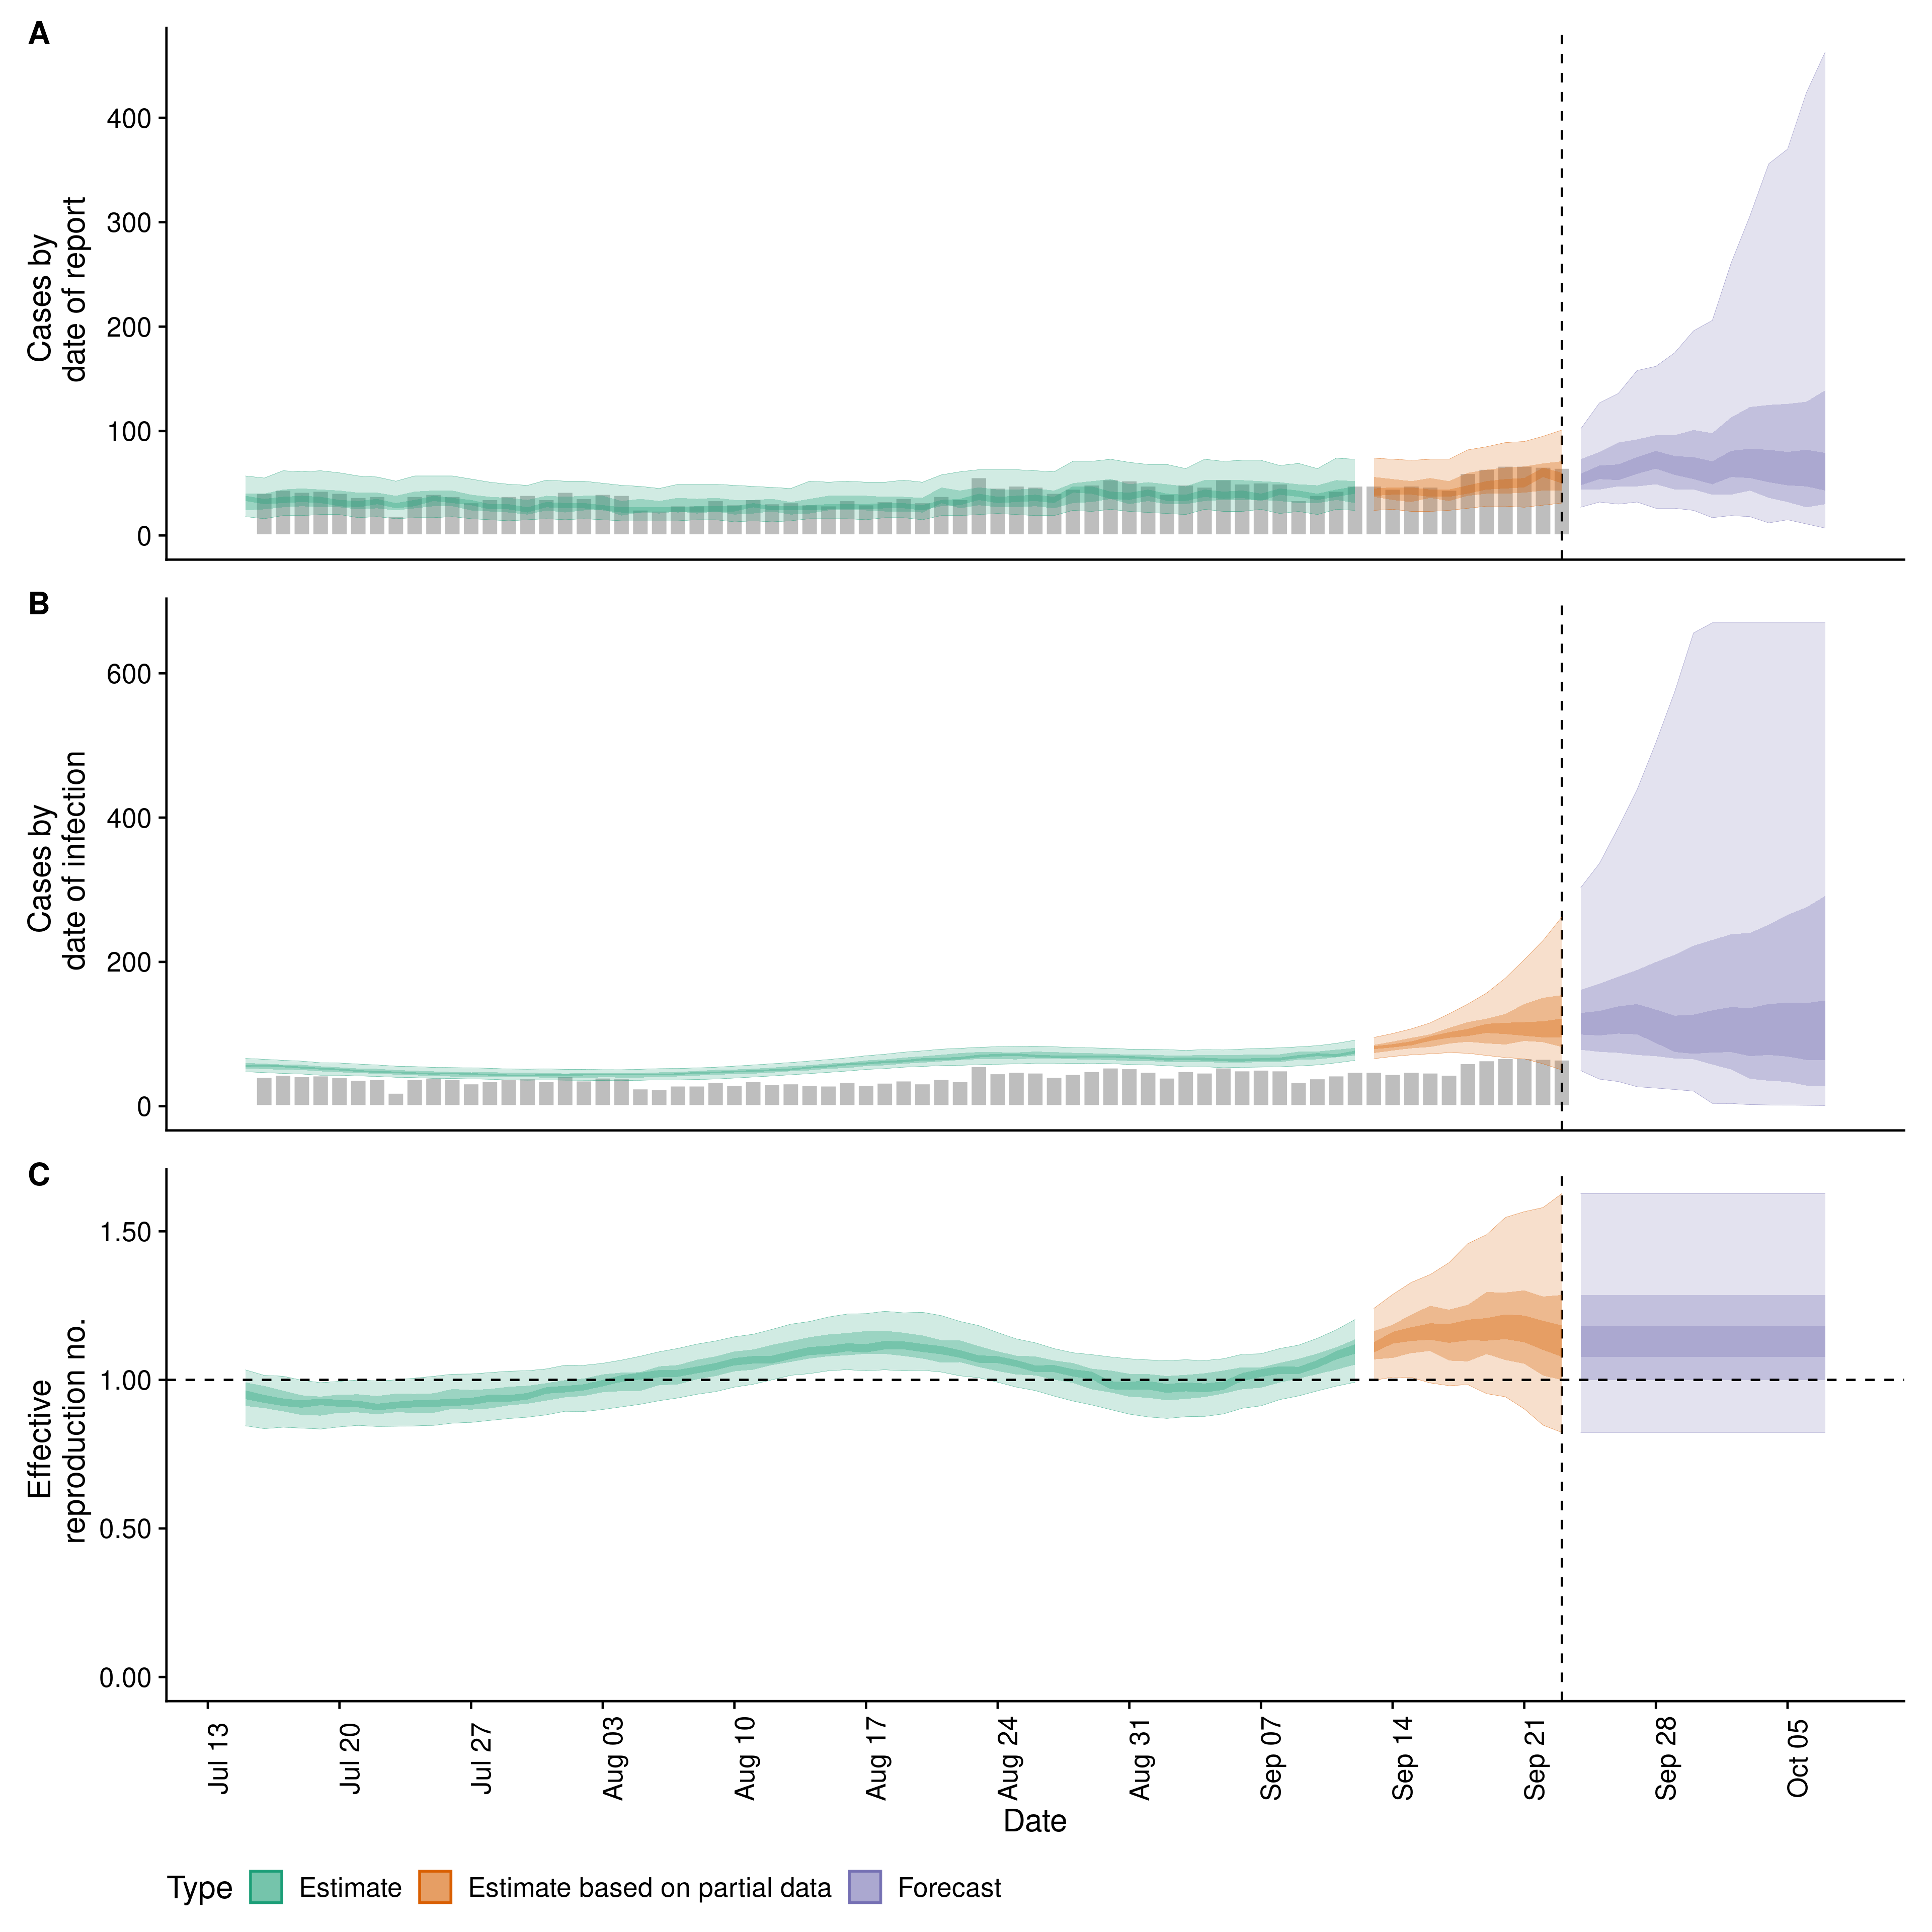 A
Cases by
date of report
400
300
200
100
0
B
Cases by
date of infection
600
400
200
0
C
Effective
reproduction no.
1.50
1.00
0.50
0.00
Jul 13
Jul 20
Jul 27
Aug 03
Aug 10
Aug 17
Aug 24
Aug 31
Sep 07
Sep 14
Sep 21
Sep 28
Oct 05
Date
Type Estimate Estimate based on partial data Forecast